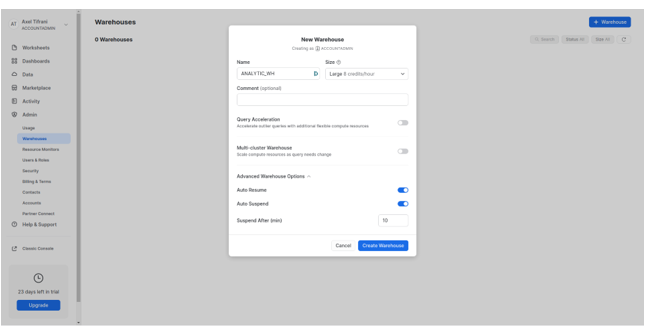 AT Axel Tifrani
ACCOUNTADMIN
Worksheets
Dashboards
Data
Marketplace
Activity
Admin
Usage
Warehouses
Resource Monitors
Users & Roles
Security
Billing & Terms
Contacts
Accounts
Partner Connect
Help & Support
Classic Console
23 days left in trial
Upgrade
Warehouses
+ Warehouse
0 Warehouses
Search
Status All
Size All
New Warehouse
Creating as ACCOUNTADMIN
Name
Size
ANALYTIC_WH
Large 8 credits/hour
Comment (optional)
Query Acceleration
Accelerate outlier queries with additional flexible compute resources
Multi-cluster Warehouse
Scale compute resources as query needs change
Advanced Warehouse Options
Auto Resume
Auto Suspend
Suspend After (min)
10
Cancel
Create Warehouse